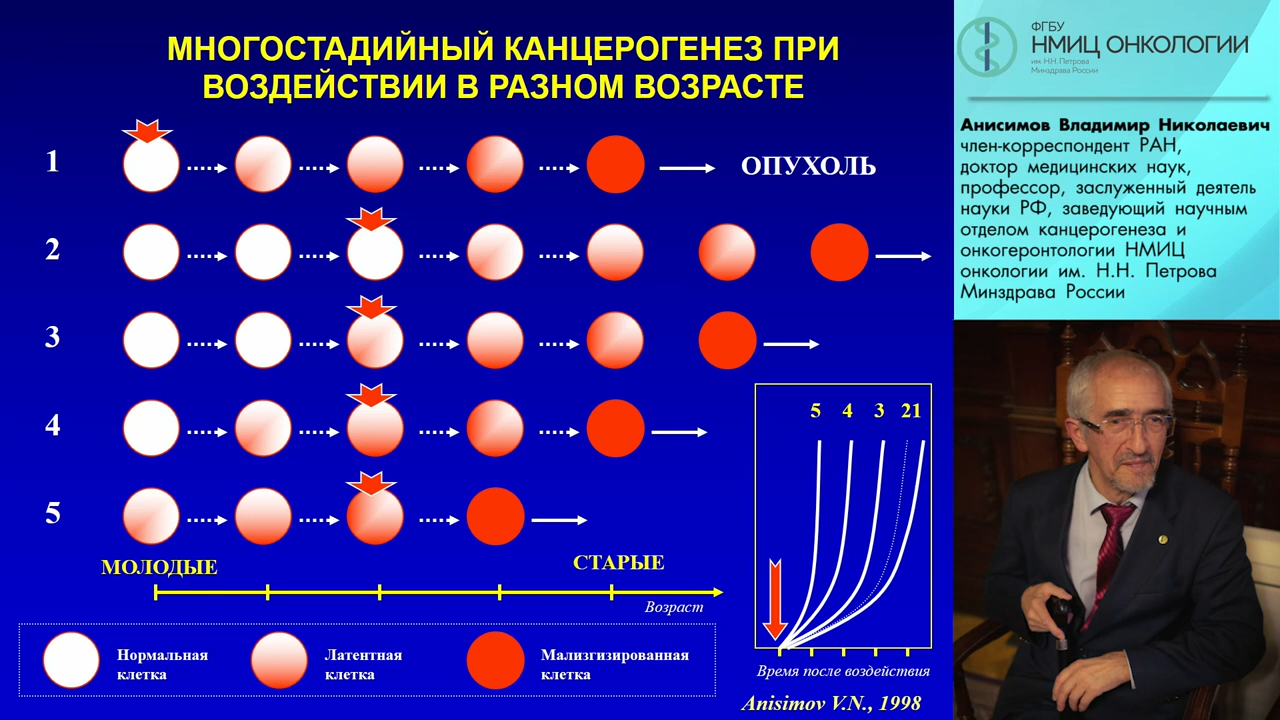 МНОГОСТАДИЙНЫЙ КАНЦЕРОГЕНЕЗ ПРИ
ВОЗДЕЙСТВИИ В РАЗНОМ ВОЗРАСТЕ
1
ОПУХОЛЬ
2
3
4
5
МОЛОДЫЕ
СТАРЫЕ
Возраст
Нормальная
клетка
Латентная
клетка
Мализгизированная
клетка
5 4 3 21
Время после воздействия
Anisimov V.N., 1998
ФГБУ
НМИЦ ОНКОЛОГИИ
им. Н.Н. Петрова
Минздрава России
Анисимов Владимир Николаевич
член-корреспондент РАН,
доктор медицинских наук,
профессор, заслуженный деятель
науки РФ, заведующий научным
отделом канцерогенеза и
онкогеронтологии НМИЦ
онкологии им. Н.Н. Петрова
Минздрава России